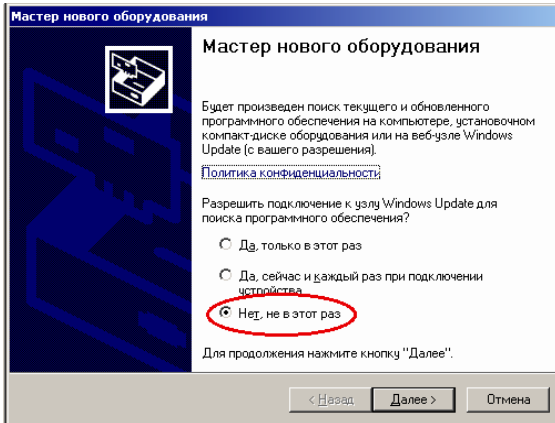 Мастер нового оборудования
Мастер нового оборудования
Будет произведен поиск текущего и обновленного
программного обеспечения на компьютере, установочном
компакт-диске оборудования или на веб-узле Windows
Update (с вашего разрешения).
Политика конфиденциальности
Разрешить подключение к узлу Windows Update для
поиска программного обеспечения?
Да, только в этот раз
Да, сейчас и каждый раз при подключении
устройства
Нет, не в этот раз
Для продолжения нажмите кнопку "Далее".
< Назад
Далее >
Отмена